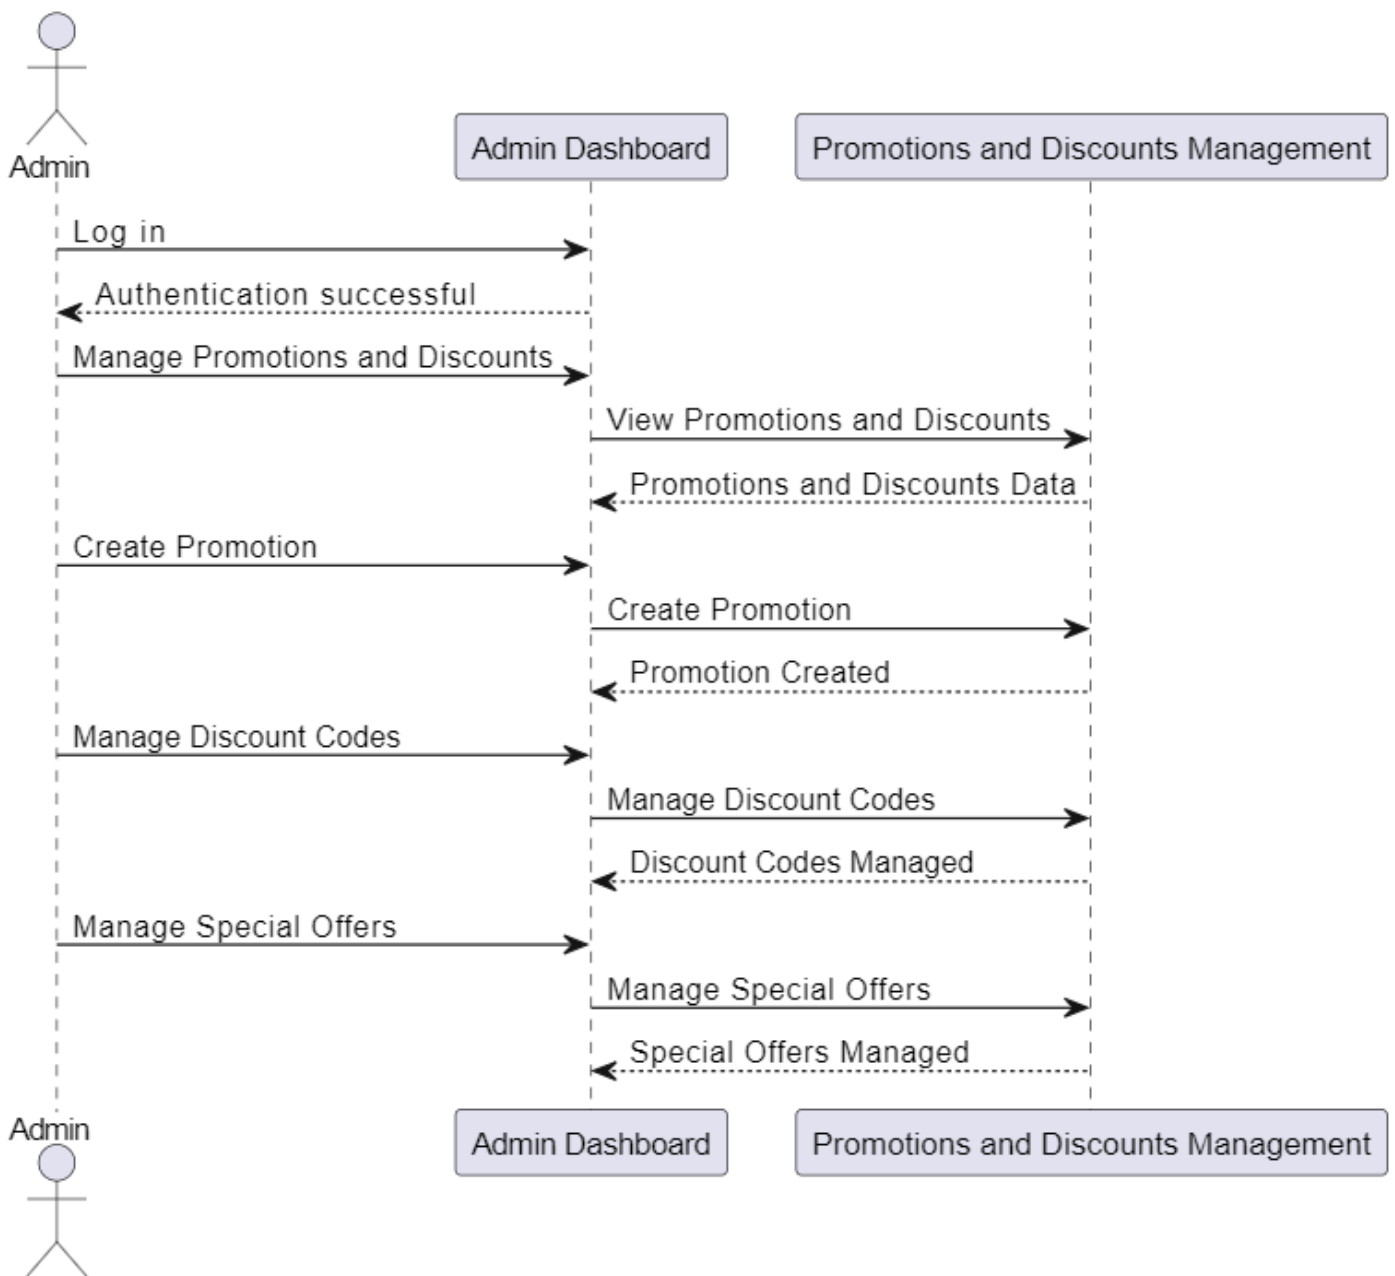 Admin
Admin Dashboard
Promotions and Discounts Management
Log in
Authentication successful
Manage Promotions and Discounts
View Promotions and Discounts
Promotions and Discounts Data
Create Promotion
Create Promotion
Promotion Created
Manage Discount Codes
Manage Discount Codes
Discount Codes Managed
Manage Special Offers
Manage Special Offers
Special Offers Managed
Admin
Admin Dashboard
Promotions and Discounts Management